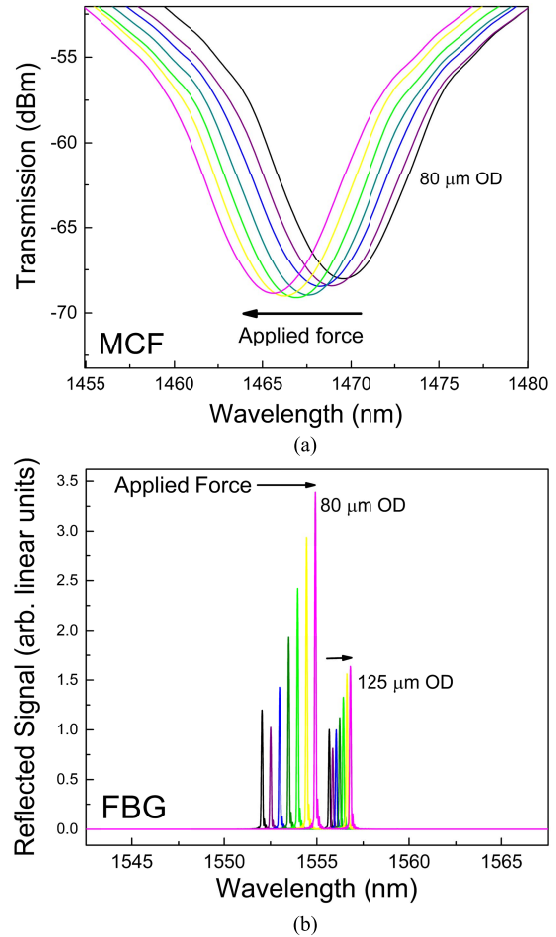 -55
-60
-65
-70
Transmission (dBm)
80 μm OD
Applied force
MCF
1455 1460 1465 1470 1475 1480
Wavelength (nm)
(a)
3.5
3.0
2.5
2.0
1.5
1.0
0.5
0.0
Reflected Signal (arb. linear units)
Applied Force
80 μm OD
125 μm OD
FBG
1545 1550 1555 1560 1565
Wavelength (nm)
(b)